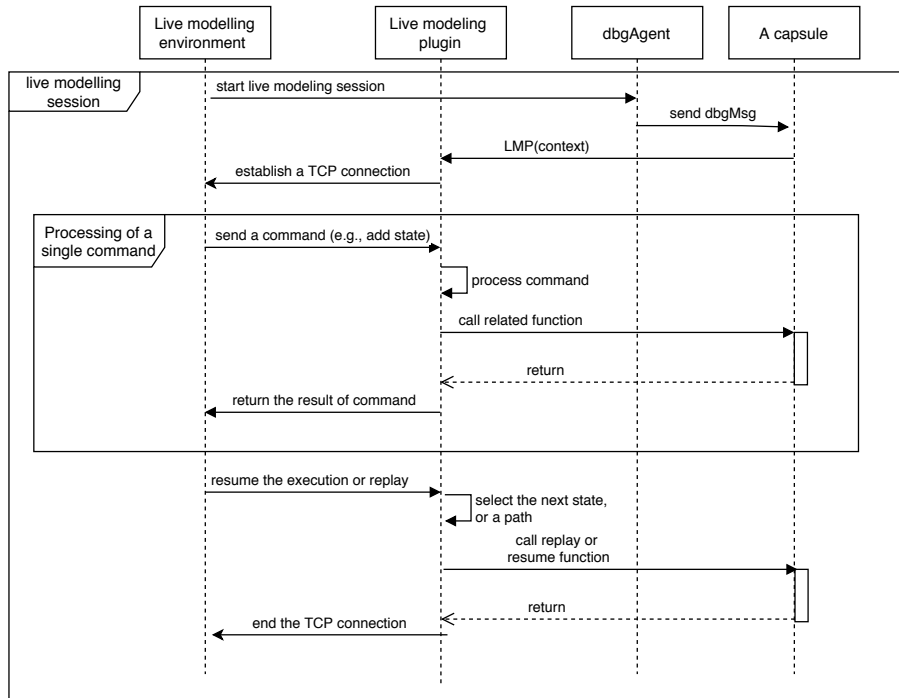 Live modelling
environment
Live modeling
plugin
dbgAgent
A capsule
live modelling
session
start live modeling session
send dbgMsg
LMP(context)
establish a TCP connection
Processing of a
single command
send a command (e.g., add state)
process command
call related function
return
return the result of command
resume the execution or replay
select the next state,
or a path
call replay or
resume function
return
end the TCP connection